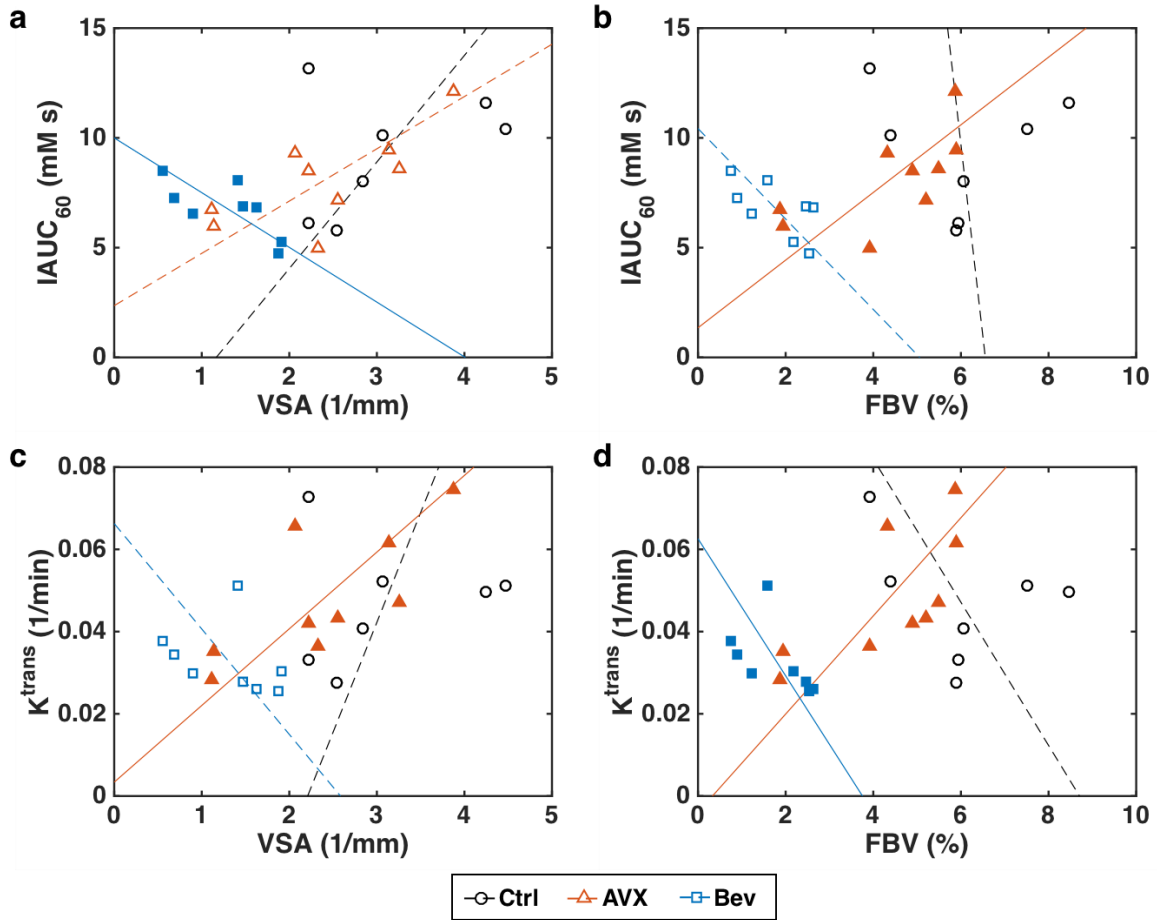 a
15
10
5
0
IAUC60 (mM s)
0 1 2 3 4 5
VSA (1/mm)
b
15
10
5
0
IAUC60 (mM s)
0 2 4 6 8 10
FBV (%)
c
0.08
0.06
0.04
0.02
0
Ktrans (1/min)
0 1 2 3 4 5
VSA (1/mm)
d
0.08
0.06
0.04
0.02
0
Ktrans (1/min)
0 2 4 6 8 10
FBV (%)
Ctrl AVX Bev